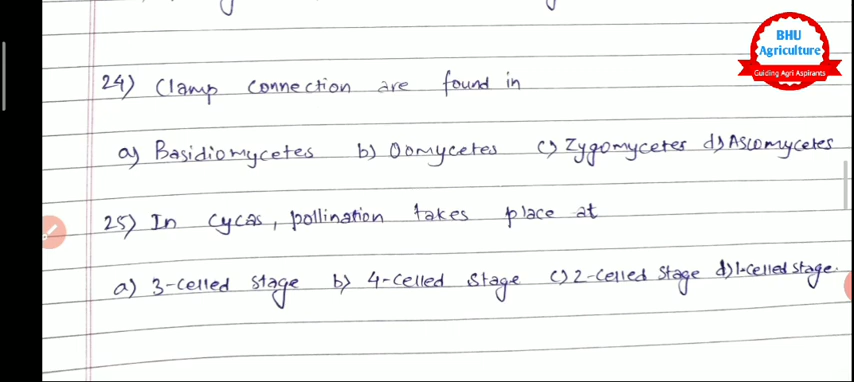 BHU
Agriculture
Guiding Agri Aspirants
24) Clamp connection are found in
a) Basidiomycetes b) Oomycetes c) Zygomycetes d) Ascomycetes
25) In cycas, pollination takes place at
a) 3-celled stage b) 4-celled stage c) 2-celled stage d) 1-celled stage.